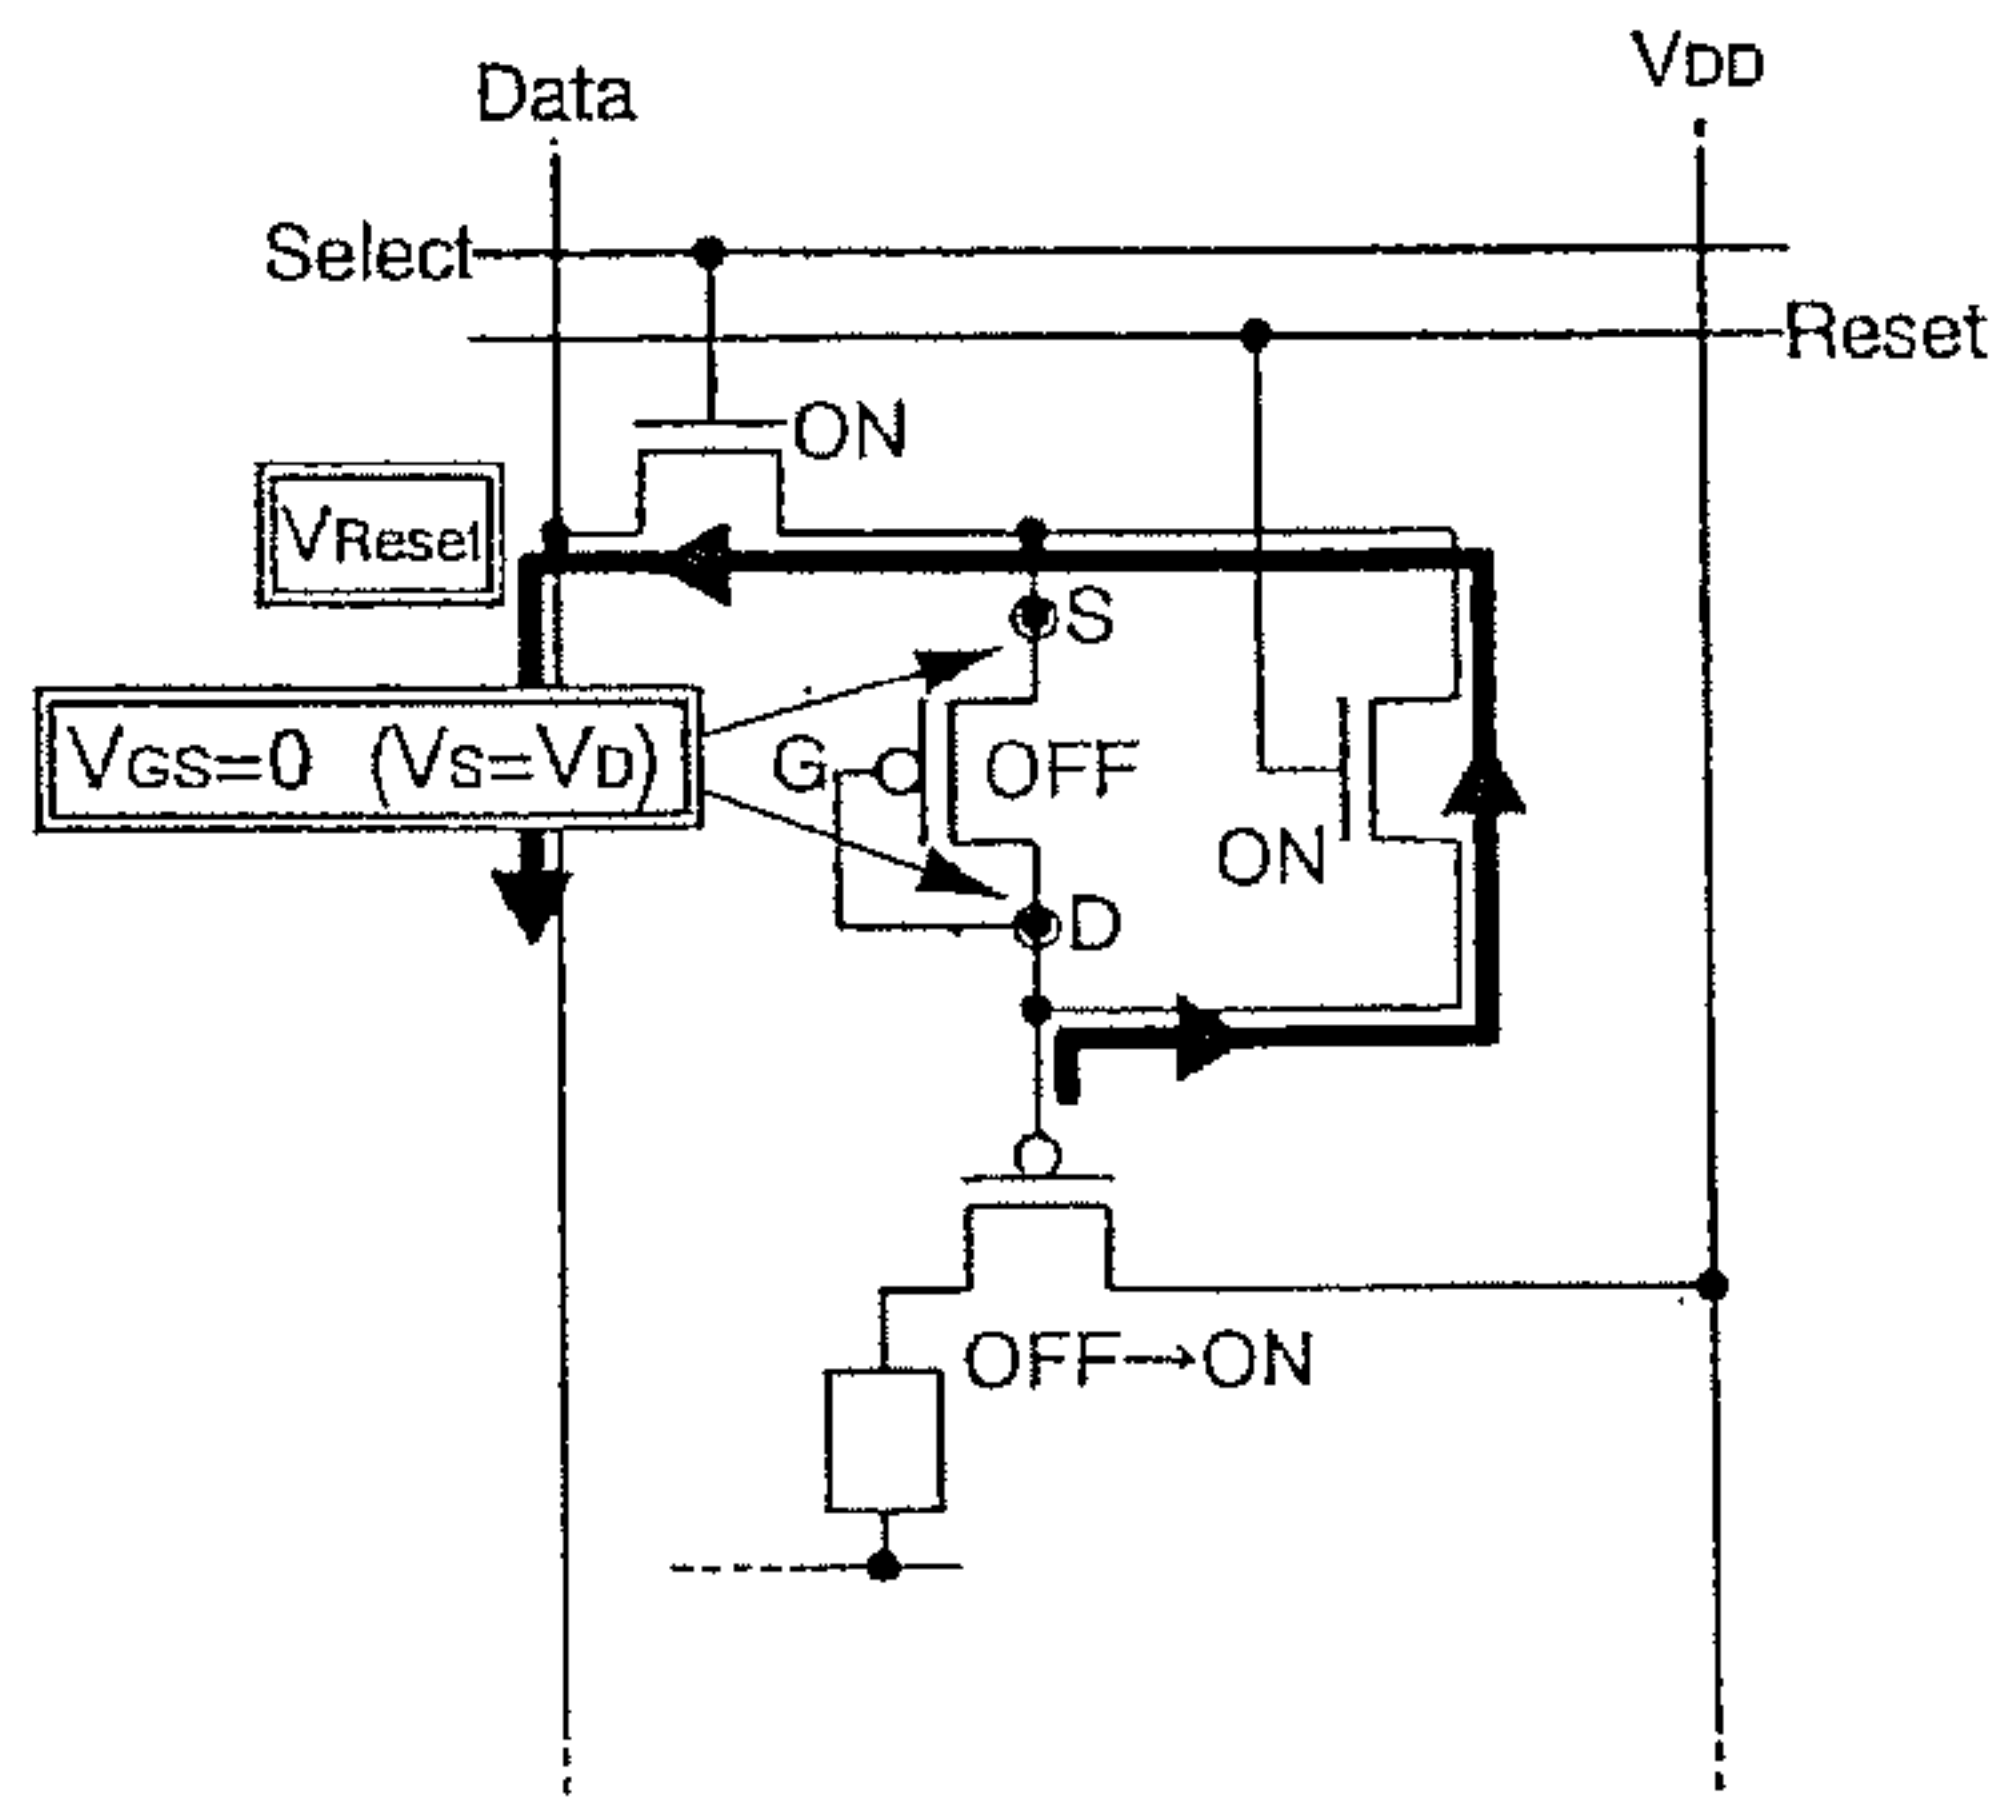 VDD
Data
Select
Reset
ON
VReset
S
VGS=0 (VS=VD)
G
OFF
ON
D
OFF→ON